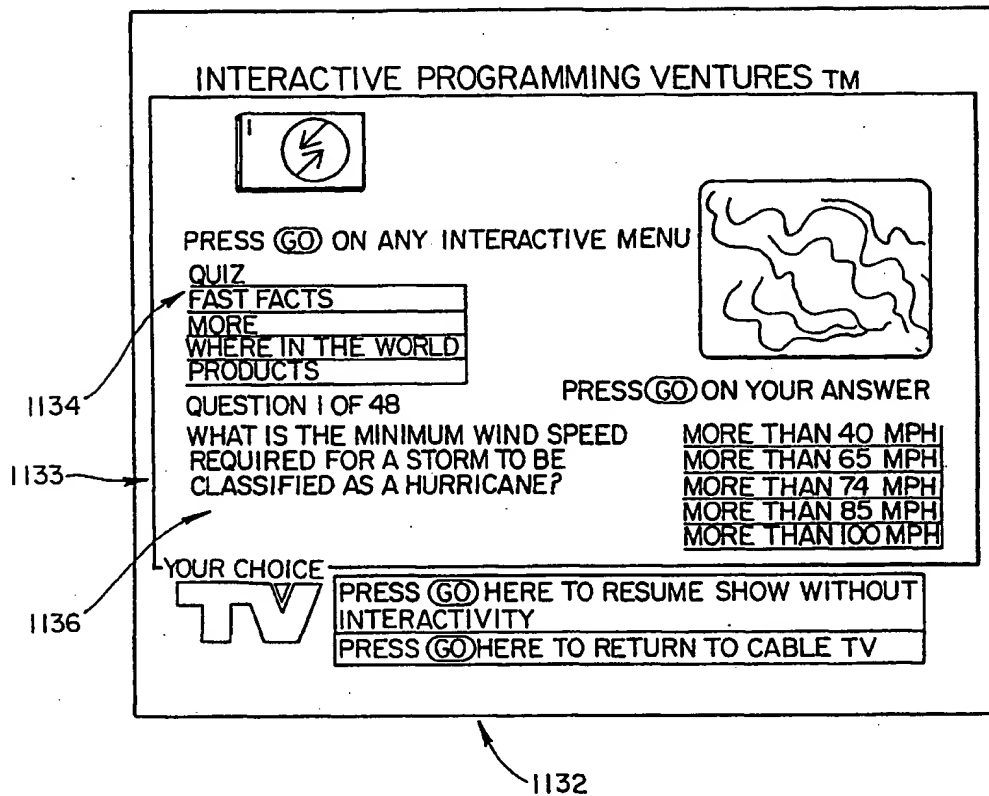 INTERACTIVE PROGRAMMING VENTURES TM
PRESS GO ON ANY INTERACTIVE MENU
QUIZ
FAST FACTS
MORE
WHERE IN THE WORLD
PRODUCTS
PRESS GO ON YOUR ANSWER
QUESTION 1 OF 48
WHAT IS THE MINIMUM WIND SPEED
REQUIRED FOR A STORM TO BE
CLASSIFIED AS A HURRICANE?
MORE THAN 40 MPH
MORE THAN 65 MPH
MORE THAN 74 MPH
MORE THAN 85 MPH
MORE THAN 100 MPH
YOUR CHOICE
TV
PRESS GO HERE TO RESUME SHOW WITHOUT
INTERACTIVITY
PRESS GO HERE TO RETURN TO CABLE TV
1134
1133
1136
1132